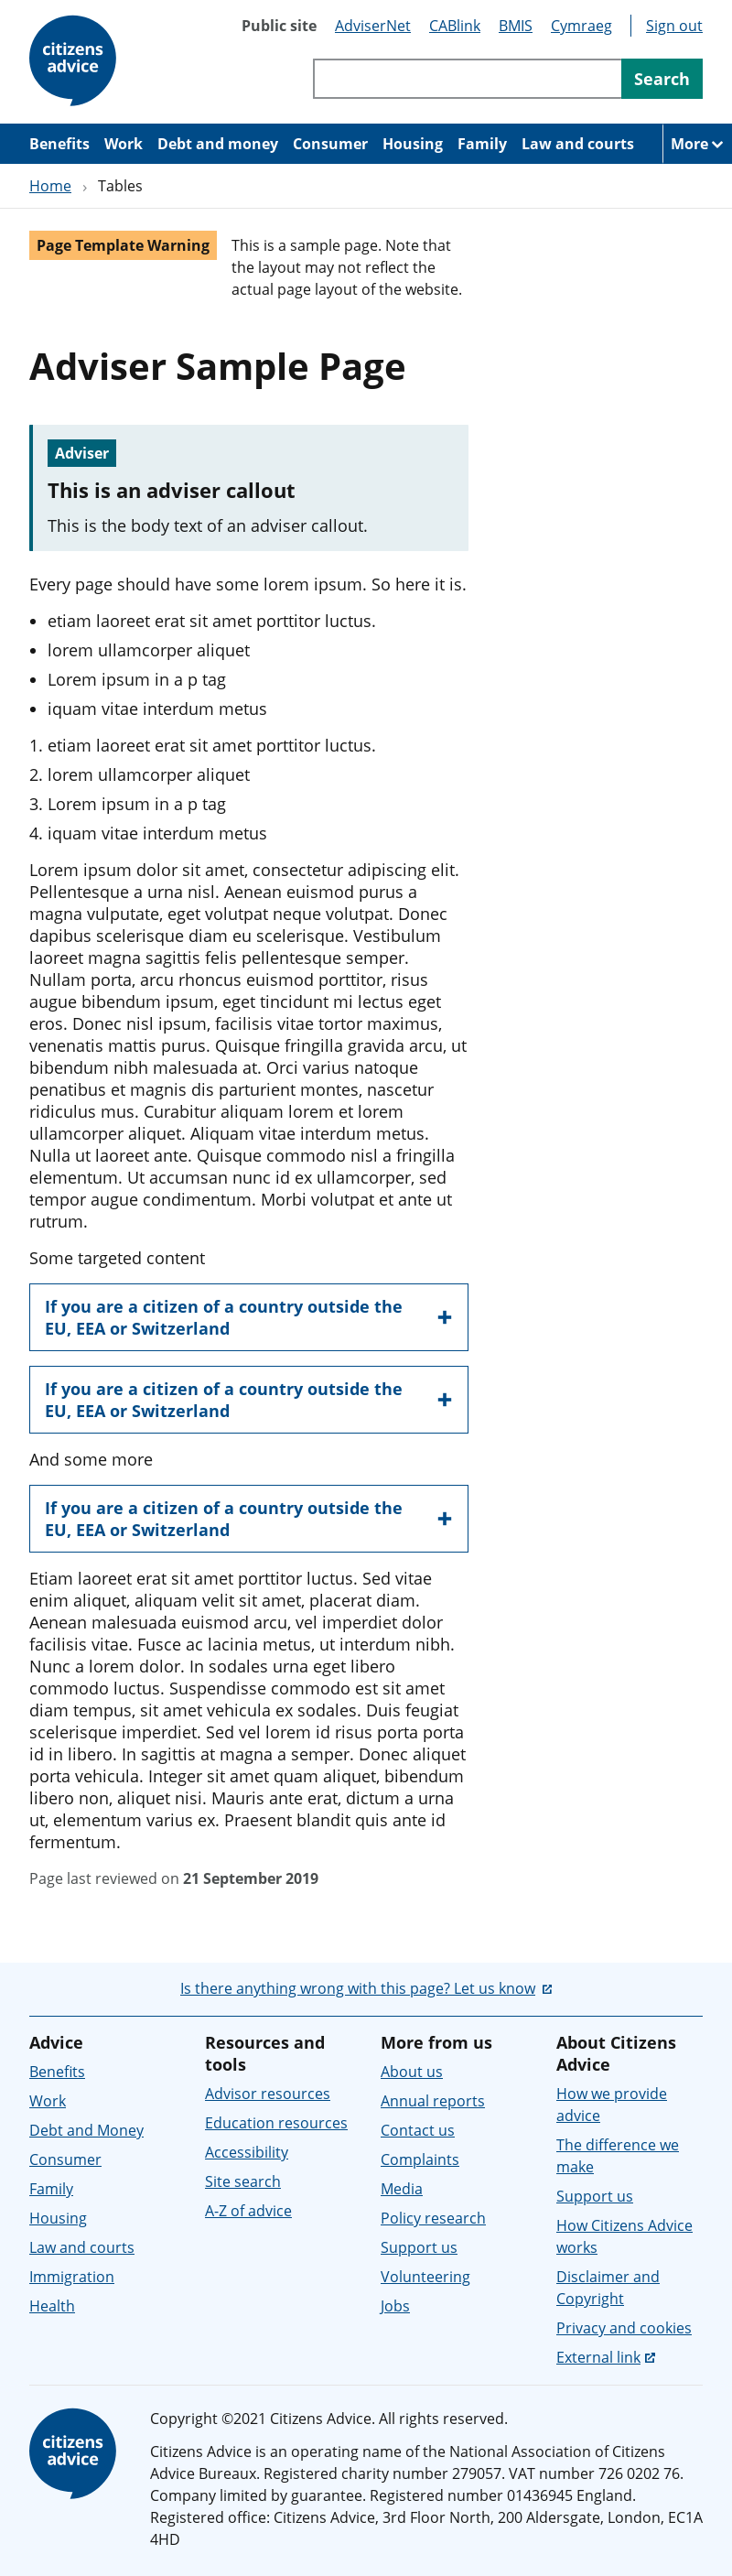 citizens
advice
Public site AdviserNet CABlink BMIS Cymraeg Sign out
Search
Benefits Work Debt and money Consumer Housing Family Law and courts More
Home › Tables
Page Template Warning
This is a sample page. Note that
the layout may not reflect the
actual page layout of the website.
Adviser Sample Page
Adviser
This is an adviser callout
This is the body text of an adviser callout.
Every page should have some lorem ipsum. So here it is.
• etiam laoreet erat sit amet porttitor luctus.
• lorem ullamcorper aliquet
• Lorem ipsum in a p tag
• iquam vitae interdum metus
1. etiam laoreet erat sit amet porttitor luctus.
2. lorem ullamcorper aliquet
3. Lorem ipsum in a p tag
4. iquam vitae interdum metus
Lorem ipsum dolor sit amet, consectetur adipiscing elit.
Pellentesque a urna nisl. Aenean euismod purus a
magna vulputate, eget volutpat neque volutpat. Donec
dapibus scelerisque diam eu scelerisque. Vestibulum
laoreet magna sagittis felis pellentesque semper.
Nullam porta, arcu rhoncus euismod porttitor, risus
augue bibendum ipsum, eget tincidunt mi lectus eget
eros. Donec nisl ipsum, facilisis vitae tortor maximus,
venenatis mattis purus. Quisque fringilla gravida arcu, ut
bibendum nibh malesuada at. Orci varius natoque
penatibus et magnis dis parturient montes, nascetur
ridiculus mus. Curabitur aliquam lorem et lorem
ullamcorper aliquet. Aliquam vitae interdum metus.
Nulla ut laoreet ante. Quisque commodo nisl a fringilla
elementum. Ut accumsan nunc id ex ullamcorper, sed
tempor augue condimentum. Morbi volutpat et ante ut
rutrum.
Some targeted content
If you are a citizen of a country outside the
EU, EEA or Switzerland
If you are a citizen of a country outside the
EU, EEA or Switzerland
And some more
If you are a citizen of a country outside the
EU, EEA or Switzerland
Etiam laoreet erat sit amet porttitor luctus. Sed vitae
enim aliquet, aliquam velit sit amet, placerat diam.
Aenean malesuada euismod arcu, vel imperdiet dolor
facilisis vitae. Fusce ac lacinia metus, ut interdum nibh.
Nunc a lorem dolor. In sodales urna eget libero
commodo luctus. Suspendisse commodo est sit amet
diam tempus, sit amet vehicula ex sodales. Duis feugiat
scelerisque imperdiet. Sed vel lorem id risus porta porta
id in libero. In sagittis at magna a semper. Donec aliquet
porta vehicula. Integer sit amet quam aliquet, bibendum
libero non, aliquet nisi. Mauris ante erat, dictum a urna
ut, elementum varius ex. Praesent blandit quis ante id
fermentum.
Page last reviewed on 21 September 2019
Is there anything wrong with this page? Let us know
Advice
Benefits
Work
Debt and Money
Consumer
Family
Housing
Law and courts
Immigration
Health
Resources and
tools
Advisor resources
Education resources
Accessibility
Site search
A-Z of advice
More from us
About us
Annual reports
Contact us
Complaints
Media
Policy research
Support us
Volunteering
Jobs
About Citizens
Advice
How we provide
advice
The difference we
make
Support us
How Citizens Advice
works
Disclaimer and
Copyright
Privacy and cookies
External link
citizens
advice
Copyright ©2021 Citizens Advice. All rights reserved.
Citizens Advice is an operating name of the National Association of Citizens
Advice Bureaux. Registered charity number 279057. VAT number 726 0202 76.
Company limited by guarantee. Registered number 01436945 England.
Registered office: Citizens Advice, 3rd Floor North, 200 Aldersgate, London, EC1A
4HD